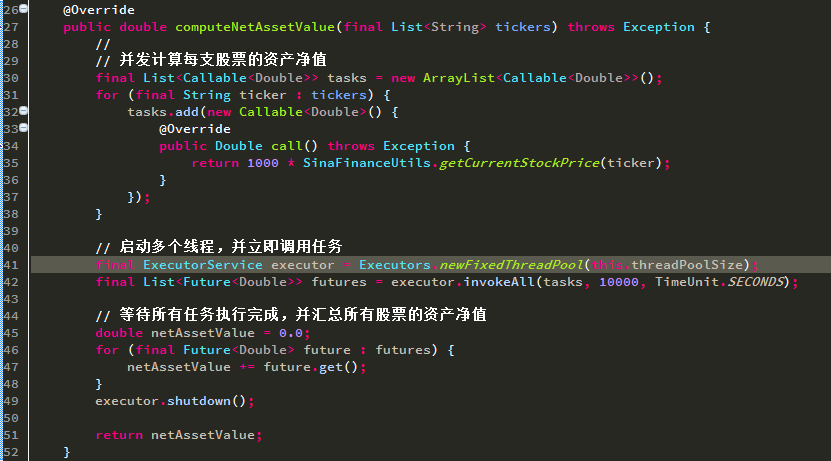 26 @Override
27 public double computeNetAssetValue(final List<String> tickers) throws Exception {
28 //
29 // 并发计算每支股票的资产净值
30 final List<Callable<Double>> tasks = new ArrayList<Callable<Double>>();
31 for (final String ticker : tickers) {
32 tasks.add(new Callable<Double>() {
33 @Override
34 public Double call() throws Exception {
35 return 1000 * SinaFinanceUtils.getCurrentStockPrice(ticker);
36 }
37 });
38 }
39
40 // 启动多个线程，并立即调用任务
41 final ExecutorService executor = Executors.newFixedThreadPool(this.threadPoolSize);
42 final List<Future<Double>> futures = executor.invokeAll(tasks, 10000, TimeUnit.SECONDS);
43
44 // 等待所有任务执行完成，并汇总所有股票的资产净值
45 double netAssetValue = 0.0;
46 for (final Future<Double> future : futures) {
47 netAssetValue += future.get();
48 }
49 executor.shutdown();
50
51 return netAssetValue;
52 }